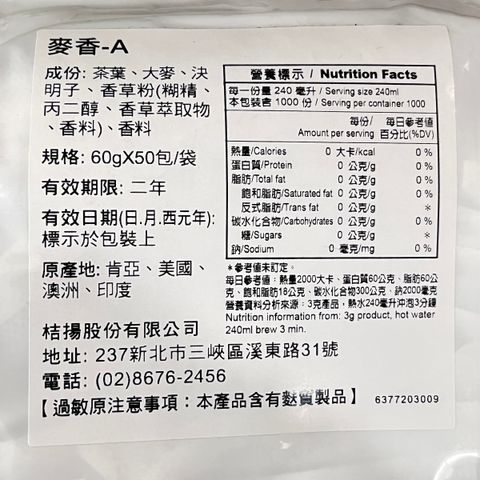 麥香-A
成份: 茶葉、大麥、決
明子、香草粉(糊精、
丙二醇、香草萃取物
、香料)、香料
規格: 60gX50包/袋
有效期限: 二年
有效日期(日.月.西元年):
標示於包裝上
原產地: 肯亞、美國、
澳洲、印度
桔揚股份有限公司
地址: 237新北市三峽區溪東路31號
電話: (02)8676-2456
【過敏原注意事項：本產品含有麩質製品】
營養標示 / Nutrition Facts
每一份量 240 毫升 / Serving size 240ml
本包裝含 1000 份 / Serving per container 1000
每份/ 每日參考值
Amount per serving 百分比(%DV)
熱量/Calories 0 大卡/kcal 0 %
蛋白質/Protein 0 公克/g 0 %
脂肪/Total fat 0 公克/g 0 %
飽和脂肪/Saturated fat 0 公克/g 0 %
反式脂肪/Trans fat 0 公克/g *
碳水化合物/Carbohydrates 0 公克/g 0 %
糖/Sugars 0 公克/g *
鈉/Sodium 0 毫克/mg 0 %
*參考值未訂定。
每日參考值：熱量2000大卡、蛋白質60公克、脂肪60公
克、飽和脂肪18公克、碳水化合物300公克、鈉2000毫克
營養資料分析來源：3克產品，熱水240毫升沖泡3分鐘
Nutrition information from: 3g product, hot water
240ml brew 3 min.
6377203009